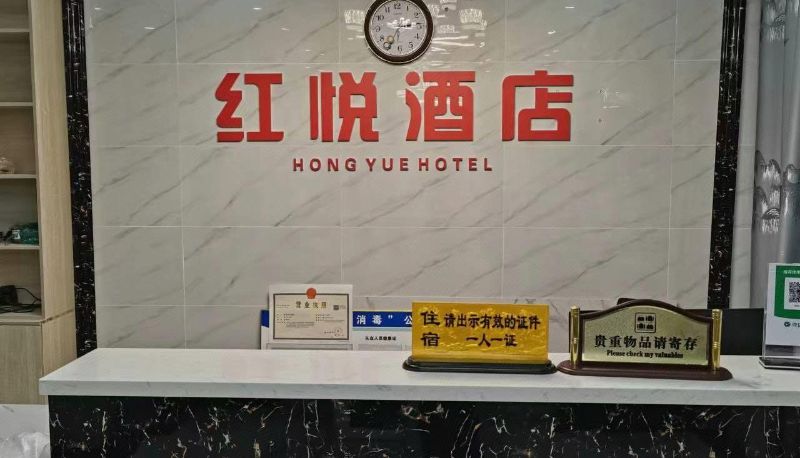 红悦酒店
HONG YUE HOTEL
营业执照
消毒”公
住宿
请出示有效的证件
一人一证
贵重物品请寄存
Please check my valuables